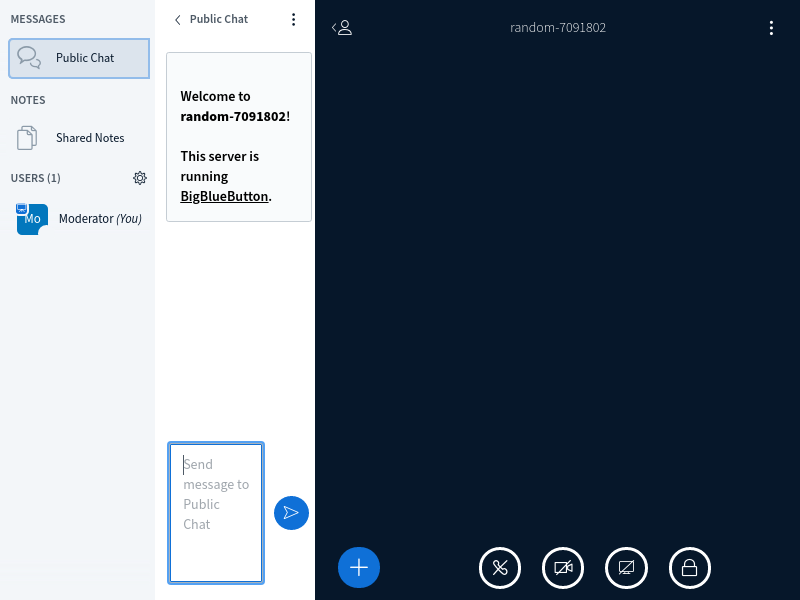 MESSAGES
Public Chat
NOTES
Shared Notes
USERS (1)
Mo
Moderator (You)
Public Chat
Welcome to
random-7091802!
This server is
running
BigBlueButton.
Send
message to
Public
Chat
random-7091802